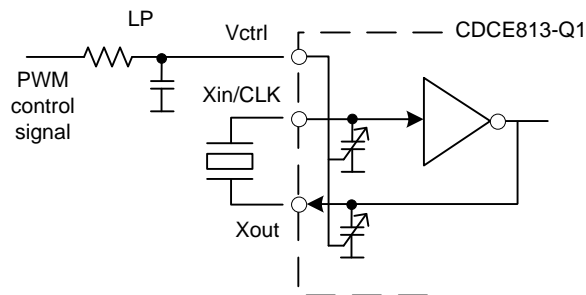 LP
Vctrl
CDCE813-Q1
PWM
control
signal
Xin/CLK
Xout